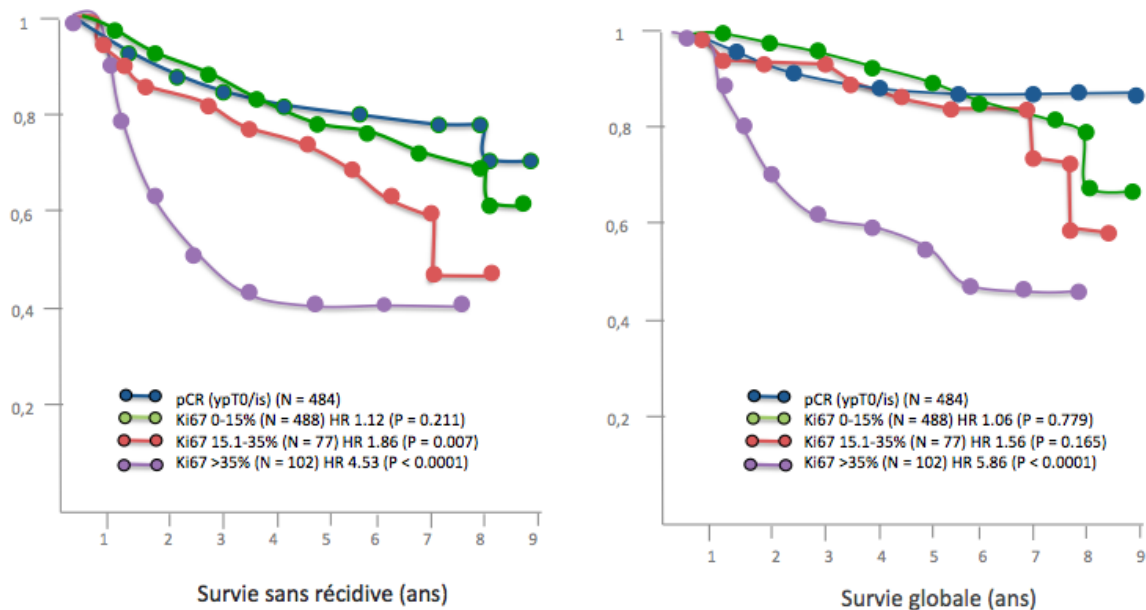 1
0,8
0,6
0,4
0,2
pCR (ypT0/is) (N = 484)
Ki67 0-15% (N = 488) HR 1.12 (P = 0.211)
Ki67 15.1-35% (N = 77) HR 1.86 (P = 0.007)
Ki67 >35% (N = 102) HR 4.53 (P < 0.0001)
1 2 3 4 5 6 7 8 9
Survie sans récidive (ans)
1
0,8
0,6
0,4
0,2
pCR (ypT0/is) (N = 484)
Ki67 0-15% (N = 488) HR 1.06 (P = 0.779)
Ki67 15.1-35% (N = 77) HR 1.56 (P = 0.165)
Ki67 >35% (N = 102) HR 5.86 (P < 0.0001)
1 2 3 4 5 6 7 8 9
Survie globale (ans)